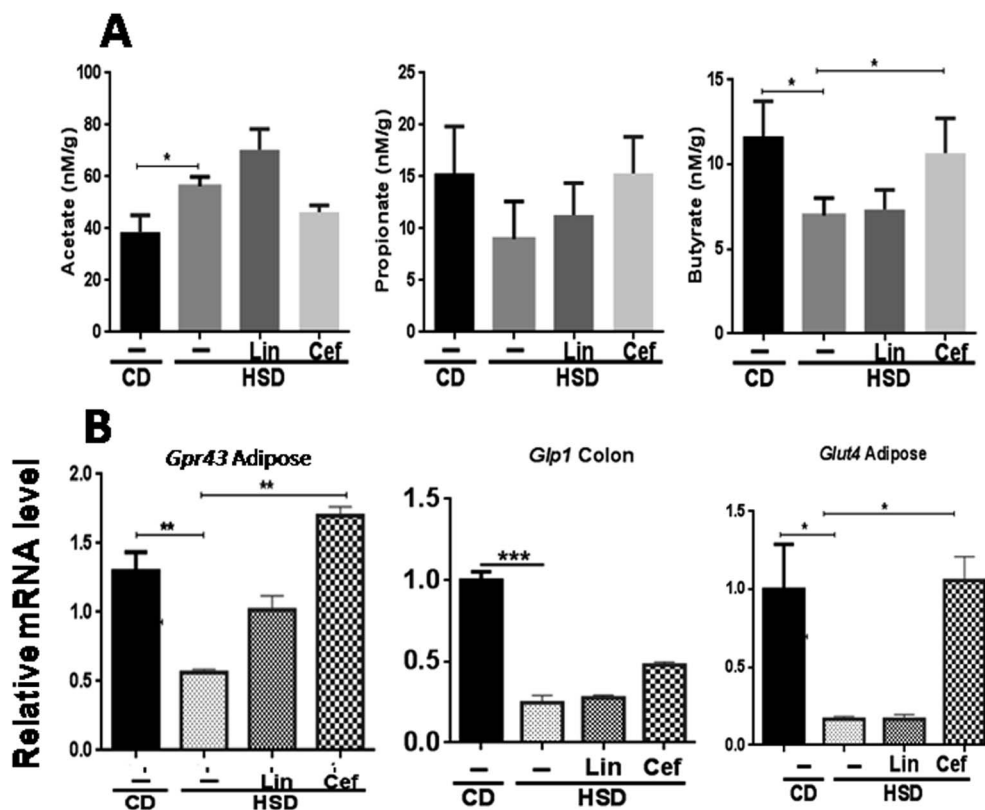 A
Acetate (nM/g)
100
80
60
40
20
0
*
– – Lin Cef
CD HSD
Propionate (nM/g)
25
20
15
10
5
0
– – Lin Cef
CD HSD
Butyrate (nM/g)
15
10
5
0
* *
– – Lin Cef
CD HSD
B
Relative mRNA level
Gpr43 Adipose
2.0
1.5
1.0
0.5
0.0
** **
– – Lin Cef
CD HSD
Glp1 Colon
1.5
1.0
0.5
0.0
***
– – Lin Cef
CD HSD
Glut4 Adipose
1.5
1.0
0.5
0.0
* *
– – Lin Cef
CD HSD